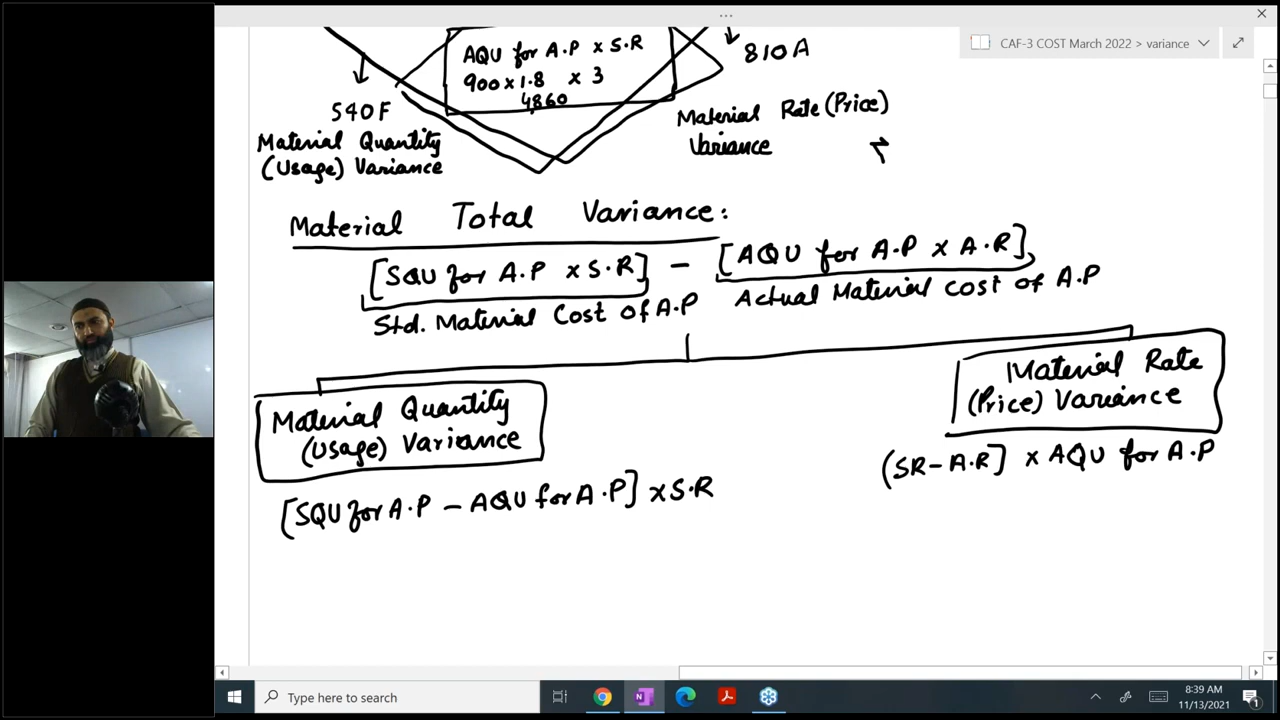 CAF-3 COST March 2022 > variance
AQU for A.P x S.R
900 x 1.8 x 3
4860
810 A
540 F
Material Quantity
(Usage) Variance
Material Rate (Price)
Variance
Material Total Variance:
[SQU for A.P x S.R] - [AQU for A.P x A.R]
Std. Material Cost of A.P
Actual Material Cost of A.P
Material Quantity
(Usage) Variance
Material Rate
(Price) Variance
[SQU for A.P - AQU for A.P] x S.R
(SR - A.R] x AQU for A.P
Type here to search
8:39 AM
11/13/2021
1